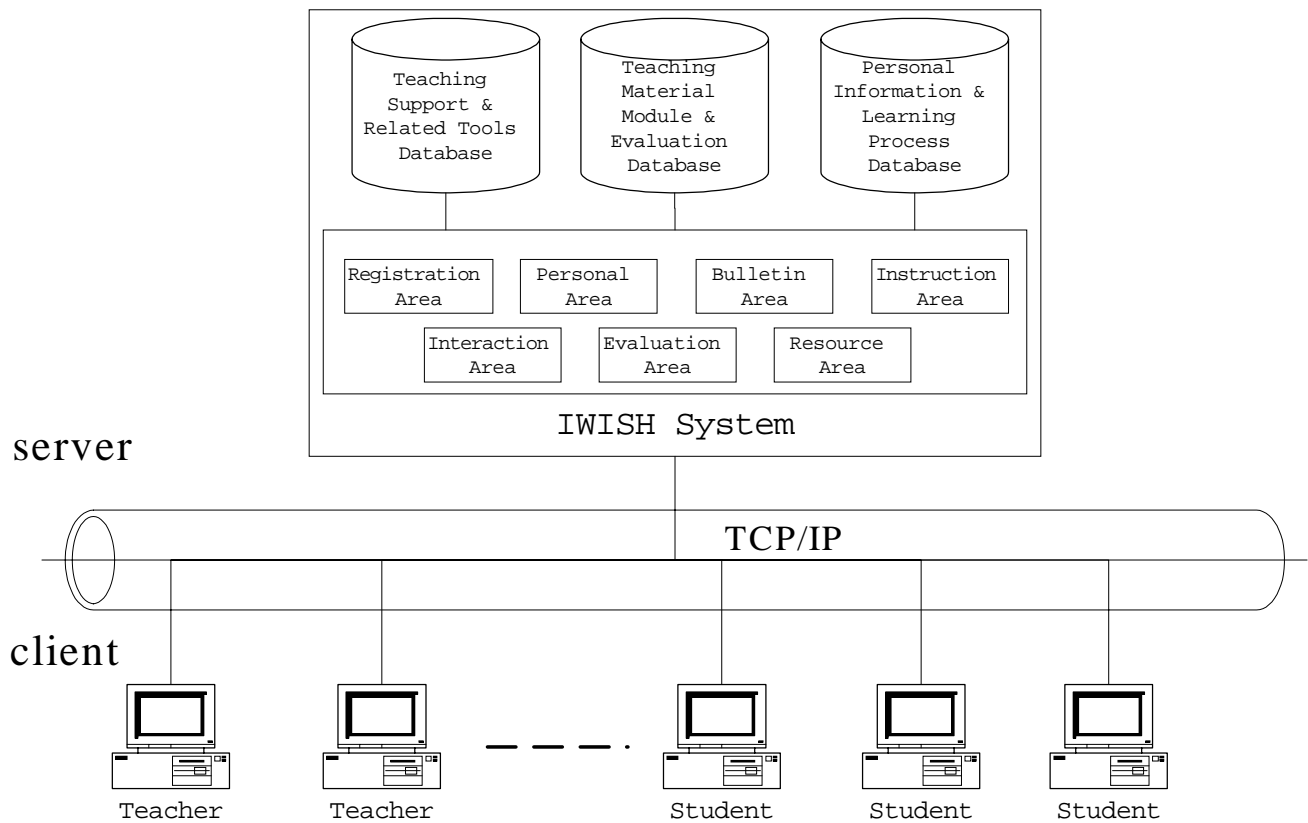 Teaching
Support &
Related Tools
Database
Teaching
Material
Module &
Evaluation
Database
Personal
Information &
Learning
Process
Database
Registration
Area
Personal
Area
Bulletin
Area
Instruction
Area
Interaction
Area
Evaluation
Area
Resource
Area
IWISH System
server
TCP/IP
client
Teacher
Teacher
Student
Student
Student